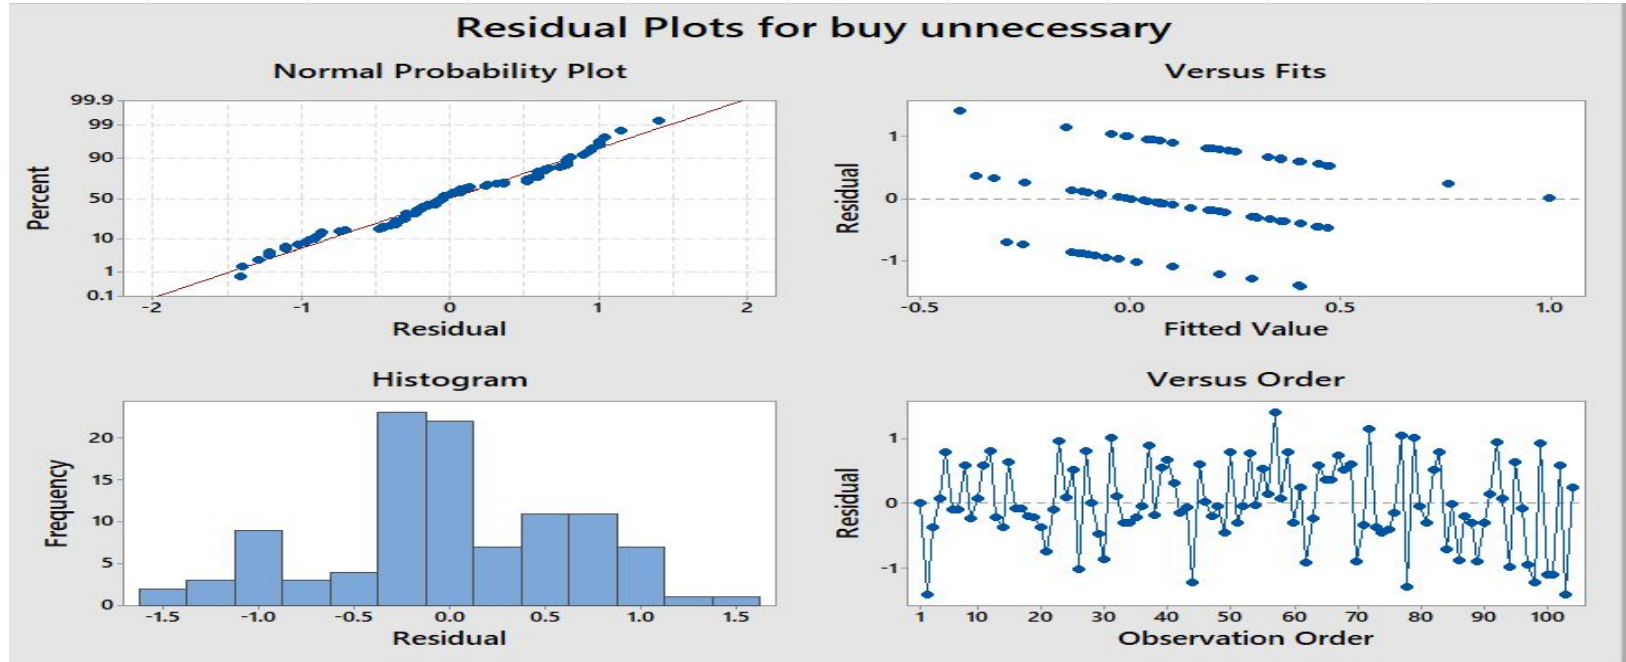 Residual Plots for buy unnecessary
Normal Probability Plot
99.9
99
90
50
10
1
0.1
Percent
-2 -1 0 1 2
Residual
Versus Fits
1
0
-1
Residual
-0.5 0.0 0.5 1.0
Fitted Value
Histogram
20
15
10
5
0
Frequency
-1.5 -1.0 -0.5 0.0 0.5 1.0 1.5
Residual
Versus Order
1
0
-1
Residual
1 10 20 30 40 50 60 70 80 90 100
Observation Order